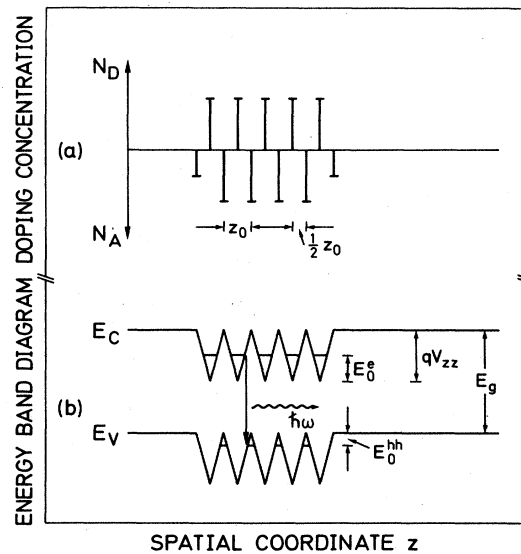 ENERGY BAND DIAGRAM DOPING CONCENTRATION
N_D
(a)
N_A
z_0
½ z_0
E_C
E_0^e
qV_zz
E_g
(b)
ħω
E_V
E_0^hh
SPATIAL COORDINATE z